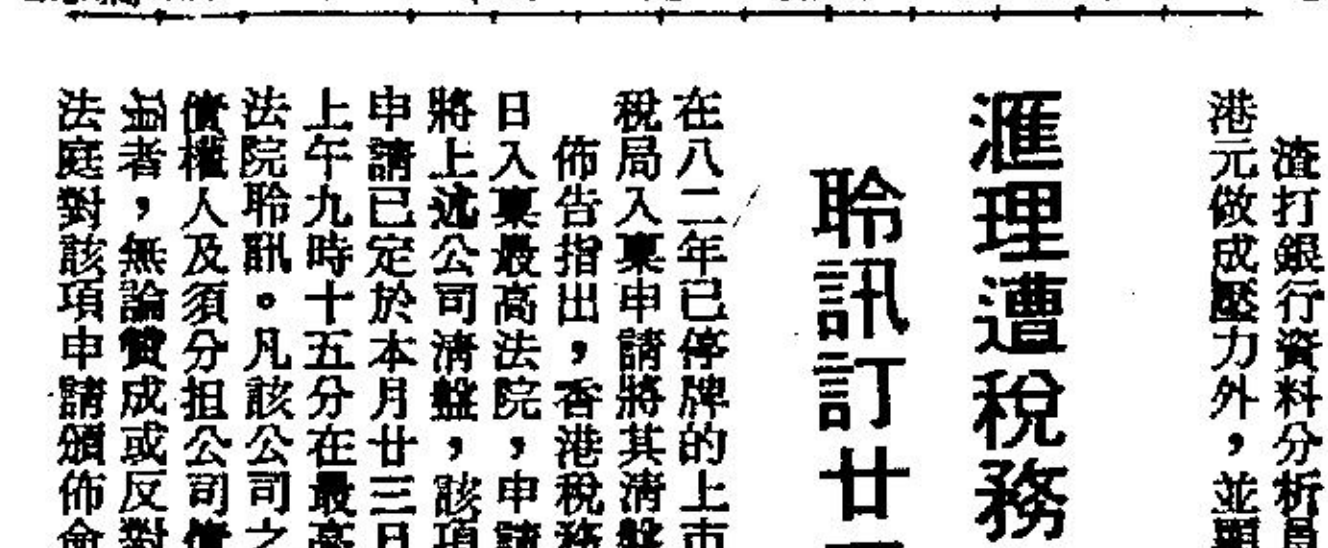 渣打銀行資料分析員
港元做成壓力外，並顯
滙理遭稅務
聆訊訂廿
在八二年已停牌的上市
稅局入稟申請將其清盤
佈告指出，香港稅務
日入稟最高法院，申請
將上述公司清盤，該項
申請已定於本月廿三日
上午九時十五分在最高
法院聆訊。凡該公司之
債權人及須分担公司債
者，無論贊成或反對
法庭對該項申請頒佈命